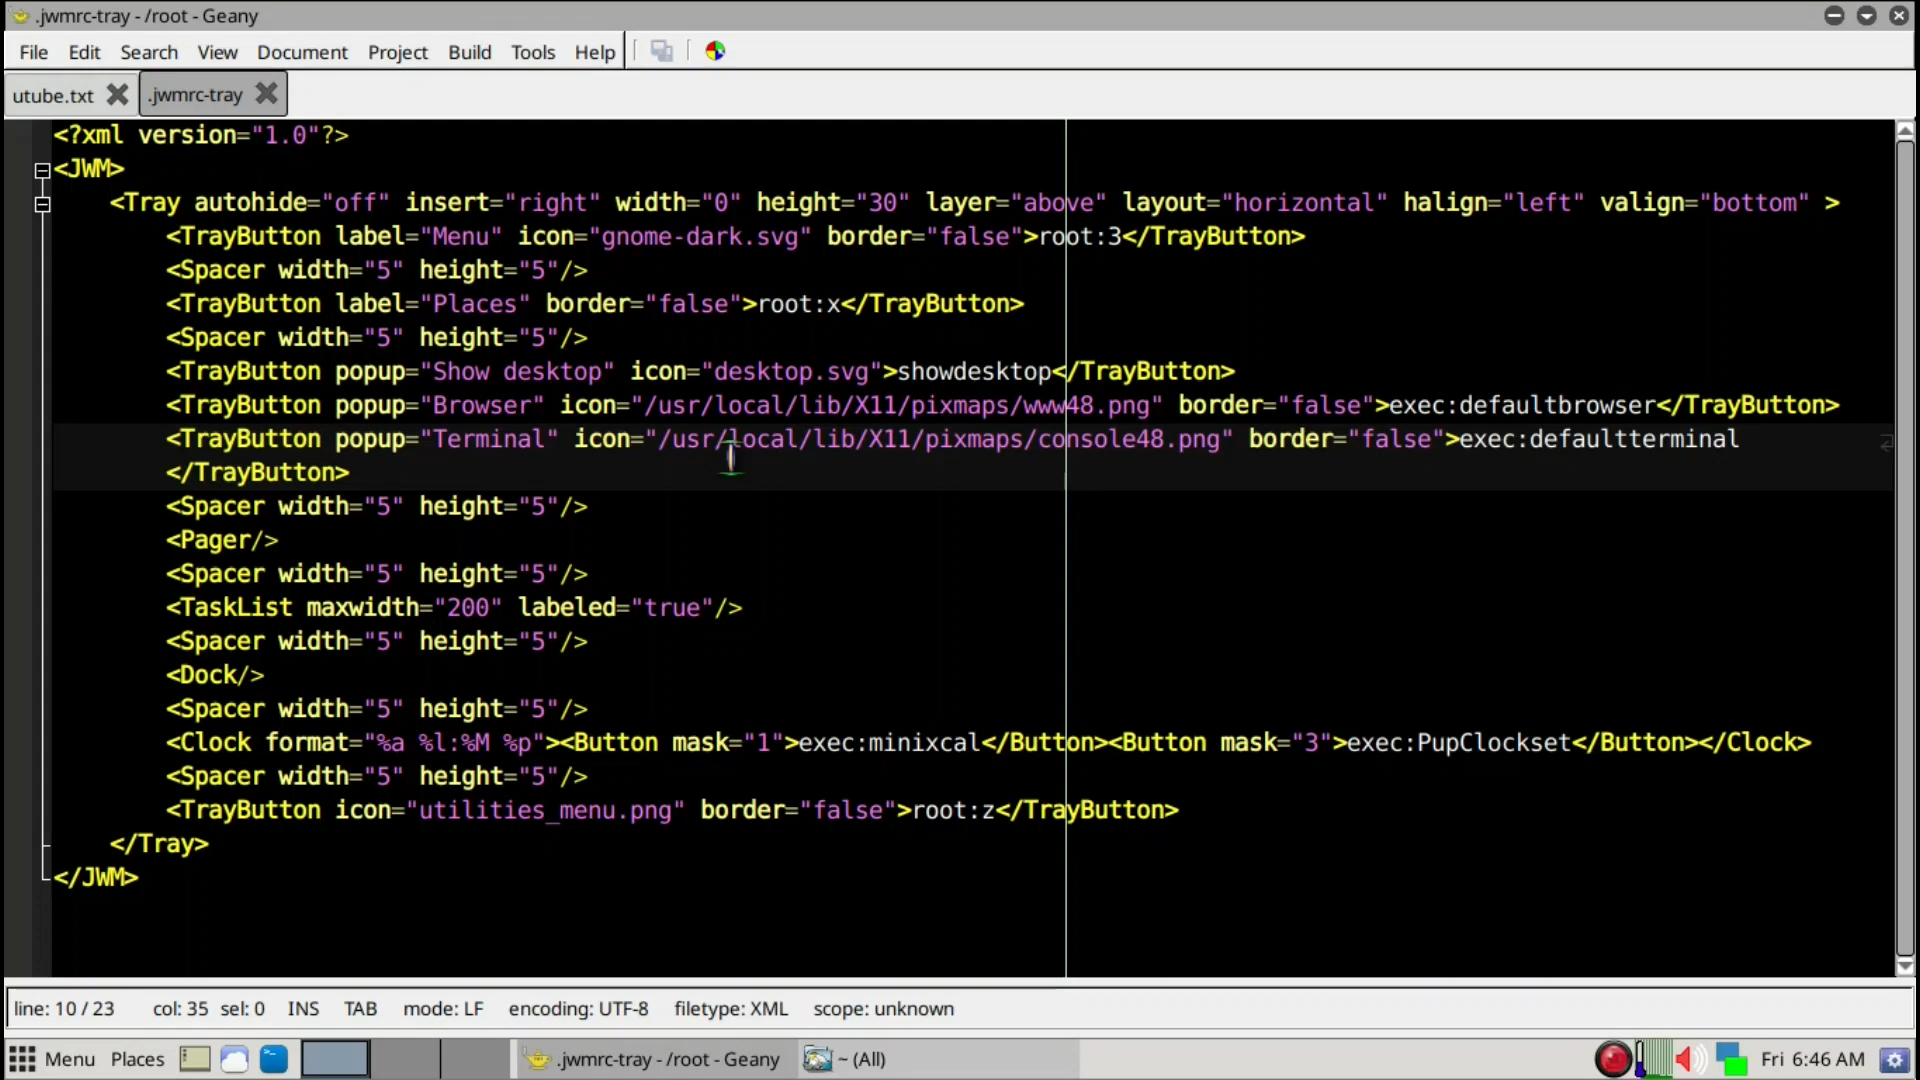 .jwmrc-tray - /root - Geany
File Edit Search View Document Project Build Tools Help
utube.txt .jwmrc-tray
<?xml version="1.0"?>
<JWM>
<Tray autohide="off" insert="right" width="0" height="30" layer="above" layout="horizontal" halign="left" valign="bottom" >
<TrayButton label="Menu" icon="gnome-dark.svg" border="false">root:3</TrayButton>
<Spacer width="5" height="5"/>
<TrayButton label="Places" border="false">root:x</TrayButton>
<Spacer width="5" height="5"/>
<TrayButton popup="Show desktop" icon="desktop.svg">showdesktop</TrayButton>
<TrayButton popup="Browser" icon="/usr/local/lib/X11/pixmaps/www48.png" border="false">exec:defaultbrowser</TrayButton>
<TrayButton popup="Terminal" icon="/usr/local/lib/X11/pixmaps/console48.png" border="false">exec:defaultterminal
</TrayButton>
<Spacer width="5" height="5"/>
<Pager/>
<Spacer width="5" height="5"/>
<TaskList maxwidth="200" labeled="true"/>
<Spacer width="5" height="5"/>
<Dock/>
<Spacer width="5" height="5"/>
<Clock format="%a %l:%M %p"><Button mask="1">exec:minixcal</Button><Button mask="3">exec:PupClockset</Button></Clock>
<Spacer width="5" height="5"/>
<TrayButton icon="utilities_menu.png" border="false">root:z</TrayButton>
</Tray>
</JWM>
line: 10 / 23 col: 35 sel: 0 INS TAB mode: LF encoding: UTF-8 filetype: XML scope: unknown
Menu Places .jwmrc-tray - /root - Geany ~ (All) Fri 6:46 AM